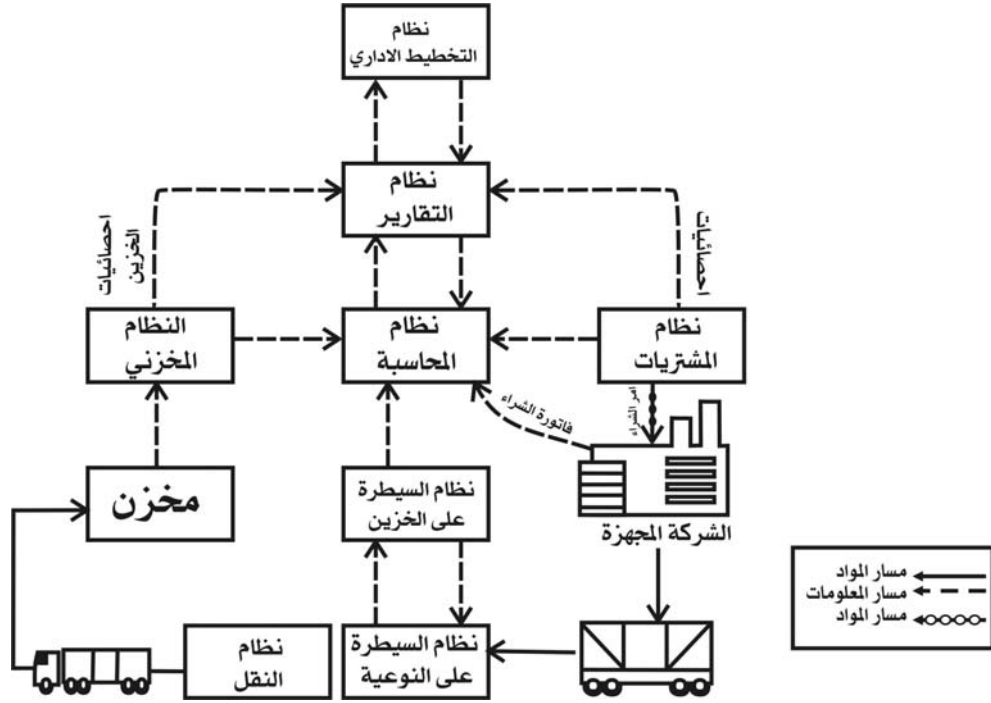 نظام
التخطيط الاداري
نظام
التقارير
احصائيات
الخزين
احصائيات
النظام
المخزني
نظام
المحاسبة
نظام
المشتريات
امر الشراء
فاتورة الشراء
مخزن
نظام السيطرة
على الخزين
الشركة المجهزة
مسار المواد
مسار المعلومات
مسار المواد
نظام
النقل
نظام السيطرة
على النوعية